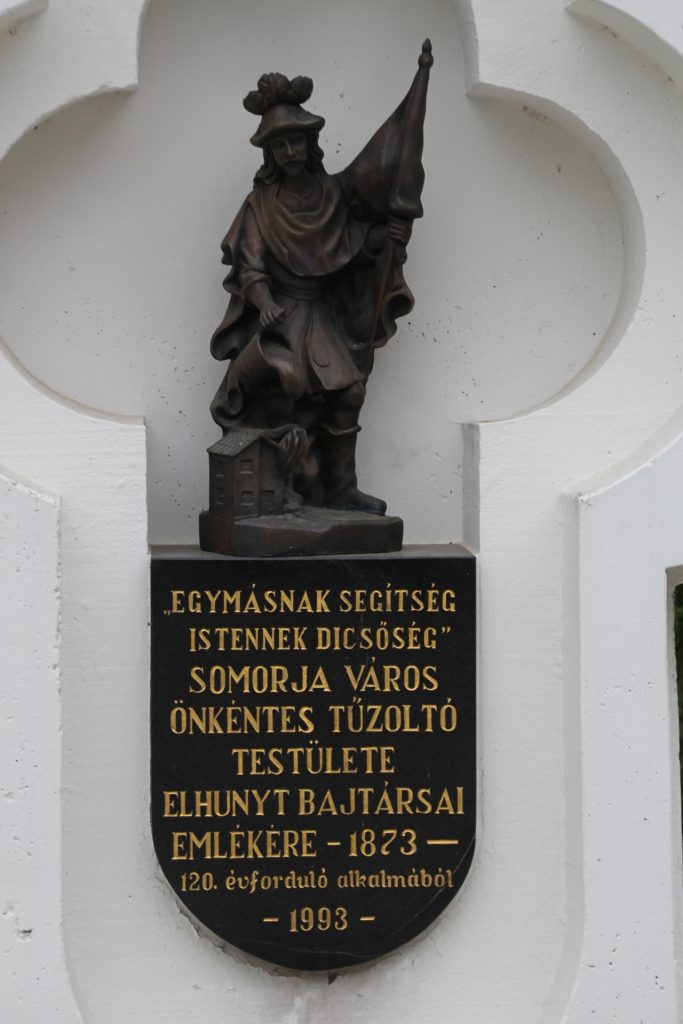 „EGYMÁSNAK SEGÍTSÉG
ISTENNEK DICSŐSÉG”
SOMORJA VÁROS
ÖNKÉNTES TŰZOLTÓ
TESTÜLETE
ELHUNYT BAJTÁRSAI
EMLÉKÉRE – 1873 –
120. évforduló alkalmából
– 1993 –